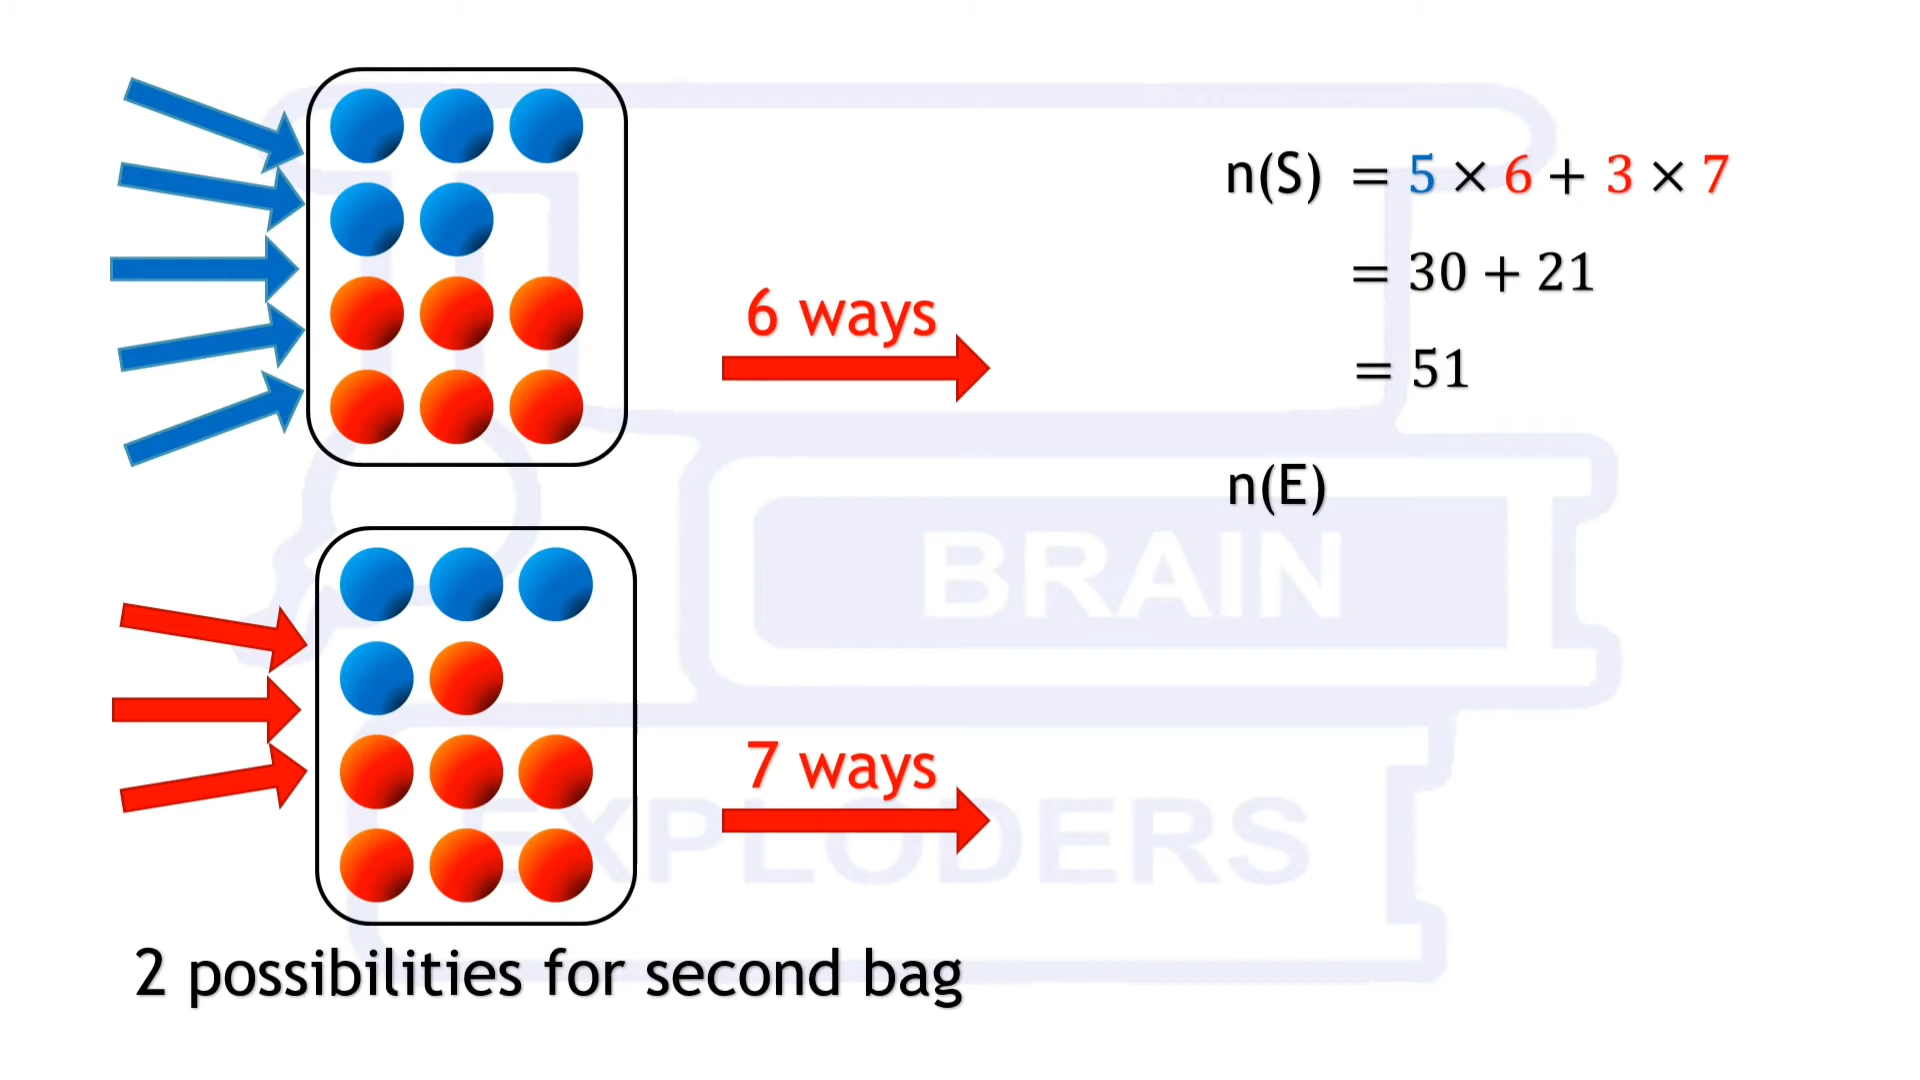 6 ways
7 ways
2 possibilities for second bag
n(S) = 5 × 6 + 3 × 7
= 30 + 21
= 51
n(E)
BRAIN
EXPLODERS